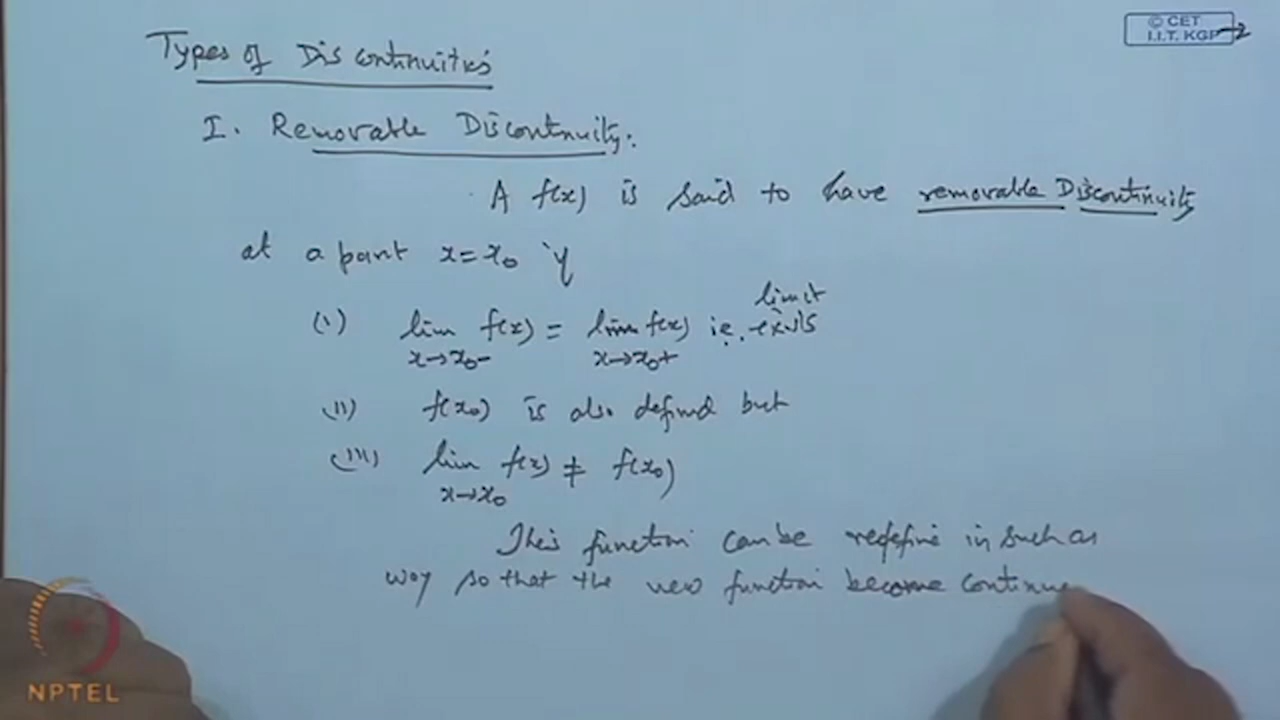 © CET
I.I.T. KGP
Types of Discontinuities
I. Removable Discontinuity.
A f(x) is said to have removable Discontinuity
at a point x=x₀ if
limit
(i) lim f(x) = lim f(x) i.e. exists
x→x₀- x→x₀+
(ii) f(x₀) is also defined but
(iii) lim f(x) ≠ f(x₀)
x→x₀
This function can be redefine in such a
way so that the new function become continu
NPTEL